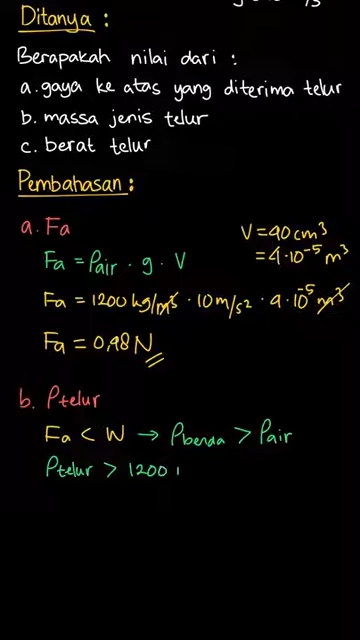 Ditanya :
Berapakah nilai dari :
a. gaya ke atas yang diterima telur
b. massa jenis telur
c. berat telur
Pembahasan :
a. Fa
V = 40 cm³
Fa = ρair · g · V
= 4 · 10⁻⁵ m³
Fa = 1200 kg/m³ · 10 m/s² · 4 · 10⁻⁵ m³
Fa = 0,48 N
b. ρtelur
Fa < W → ρbenda > ρair
ρtelur > 1200